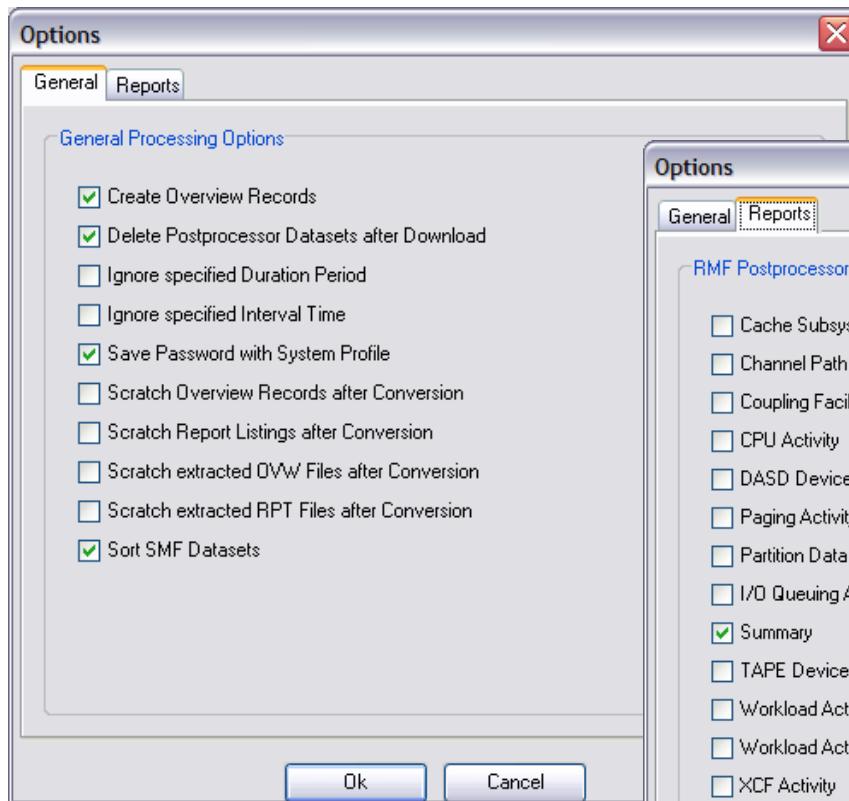 Options
General
Reports
General Processing Options
Create Overview Records
Delete Postprocessor Datasets after Download
Ignore specified Duration Period
Ignore specified Interval Time
Save Password with System Profile
Scratch Overview Records after Conversion
Scratch Report Listings after Conversion
Scratch extracted OVW Files after Conversion
Scratch extracted RPT Files after Conversion
Sort SMF Datasets
Ok
Cancel
Options
General
Reports
RMF Postprocessor
Cache Subsys
Channel Path
Coupling Facil
CPU Activity
DASD Device
Paging Activit
Partition Data
I/O Queuing A
Summary
TAPE Device
Workload Act
Workload Act
XCF Activity